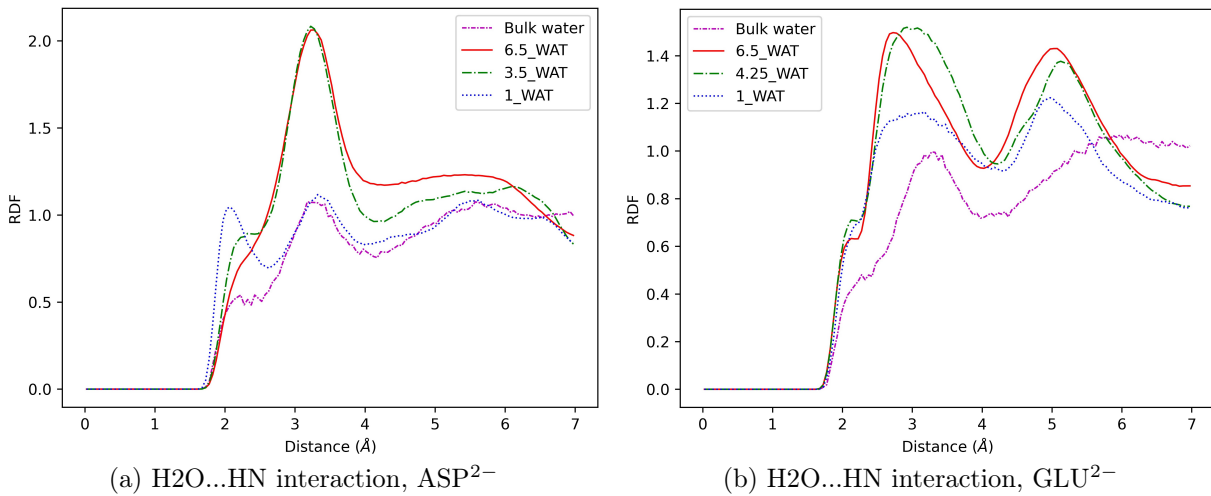 Bulk water
6.5_WAT
3.5_WAT
1_WAT
2.0
1.5
1.0
0.5
0.0
RDF
0 1 2 3 4 5 6 7
Distance (Å)
(a) H2O...HN interaction, ASP²⁻
Bulk water
6.5_WAT
4.25_WAT
1_WAT
1.4
1.2
1.0
0.8
0.6
0.4
0.2
0.0
RDF
0 1 2 3 4 5 6 7
Distance (Å)
(b) H2O...HN interaction, GLU²⁻